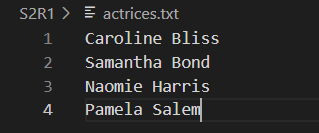 S2R1 > actrices.txt
1 Caroline Bliss
2 Samantha Bond
3 Naomie Harris
4 Pamela Salem